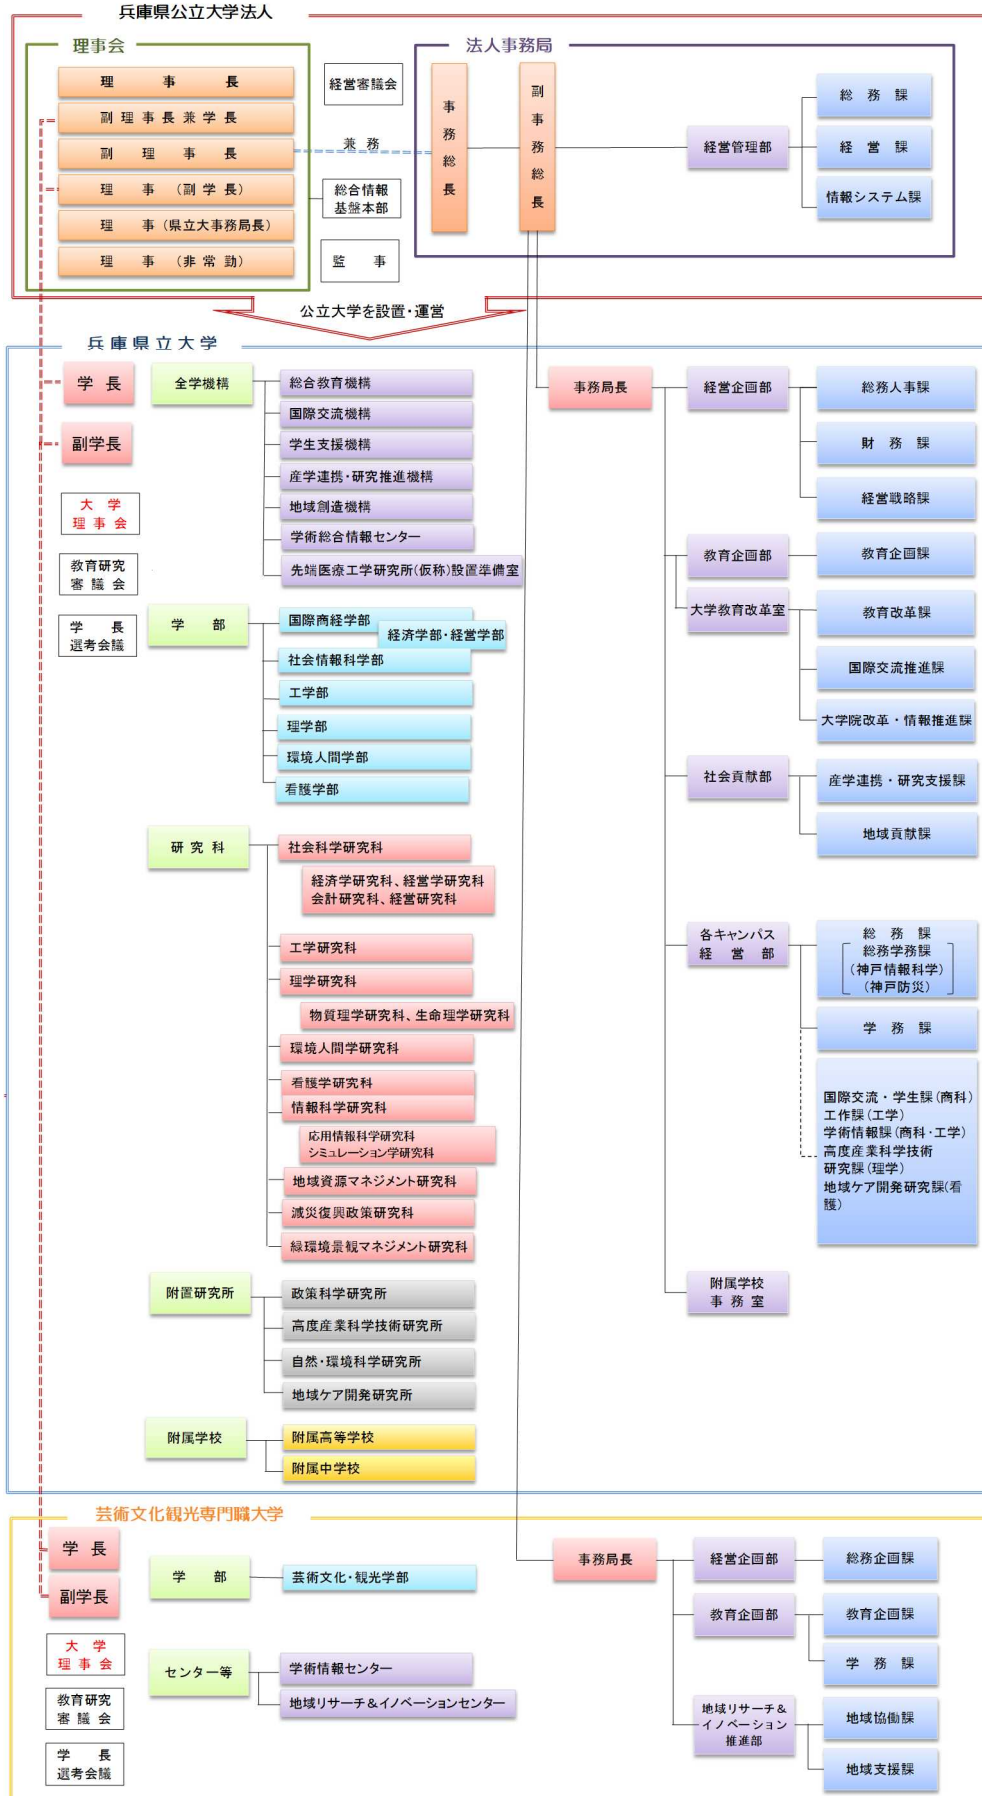 兵庫県公立大学法人
理事会
理事長
副理事長兼学長
副理事長
理事(副学長)
理事(県立大事務局長)
理事(非常勤)
経営審議会
兼務
総合情報
基盤本部
監事
法人事務局
事務総長
副事務総長
経営管理部
総務課
経営課
情報システム課
公立大学を設置・運営
兵庫県立大学
学長
副学長
大学
理事会
教育研究
審議会
学長
選考会議
全学機構
総合教育機構
国際交流機構
学生支援機構
産学連携・研究推進機構
地域創造機構
学術総合情報センター
先端医療工学研究所(仮称)設置準備室
学部
国際商経学部
経済学部・経営学部
社会情報科学部
工学部
理学部
環境人間学部
看護学部
研究科
社会科学研究科
経済学研究科、経営学研究科
会計研究科、経営研究科
工学研究科
理学研究科
物質理学研究科、生命理学研究科
環境人間学研究科
看護学研究科
情報科学研究科
応用情報科学研究科
シミュレーション学研究科
地域資源マネジメント研究科
減災復興政策研究科
緑環境景観マネジメント研究科
附置研究所
政策科学研究所
高度産業科学技術研究所
自然・環境科学研究所
地域ケア開発研究所
附属学校
附属高等学校
附属中学校
事務局長
経営企画部
総務人事課
財務課
経営戦略課
教育企画部
教育企画課
大学教育改革室
教育改革課
国際交流推進課
大学院改革・情報推進課
社会貢献部
産学連携・研究支援課
地域貢献課
各キャンパス
経営部
総務課
総務学務課
(神戸情報科学)
(神戸防災)
学務課
国際交流・学生課(商科)
工作課(工学)
学術情報課(商科・工学)
高度産業科学技術
研究課(理学)
地域ケア開発研究課(看
護)
附属学校
事務室
芸術文化観光専門職大学
学長
副学長
大学
理事会
教育研究
審議会
学長
選考会議
学部
芸術文化・観光学部
センター等
学術情報センター
地域リサーチ&イノベーションセンター
事務局長
経営企画部
総務企画課
教育企画部
教育企画課
学務課
地域リサーチ&
イノベーション
推進部
地域協働課
地域支援課